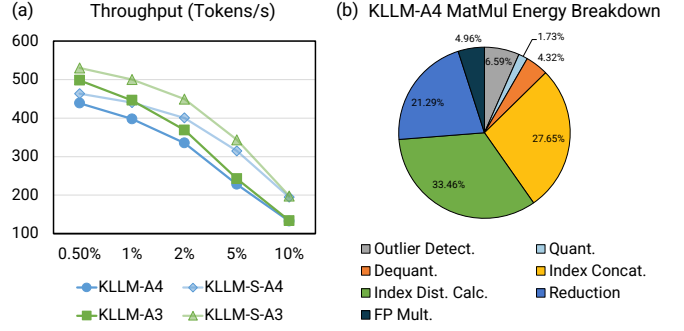 (a) Throughput (Tokens/s)
600
500
400
300
200
100
0.50% 1% 2% 5% 10%
KLLM-A4 KLLM-S-A4
KLLM-A3 KLLM-S-A3
(b) KLLM-A4 MatMul Energy Breakdown
4.96% 6.59% 1.73%
4.32%
21.29% 27.65%
33.46%
Outlier Detect. Quant.
Dequant. Index Concat.
Index Dist. Calc. Reduction
FP Mult.